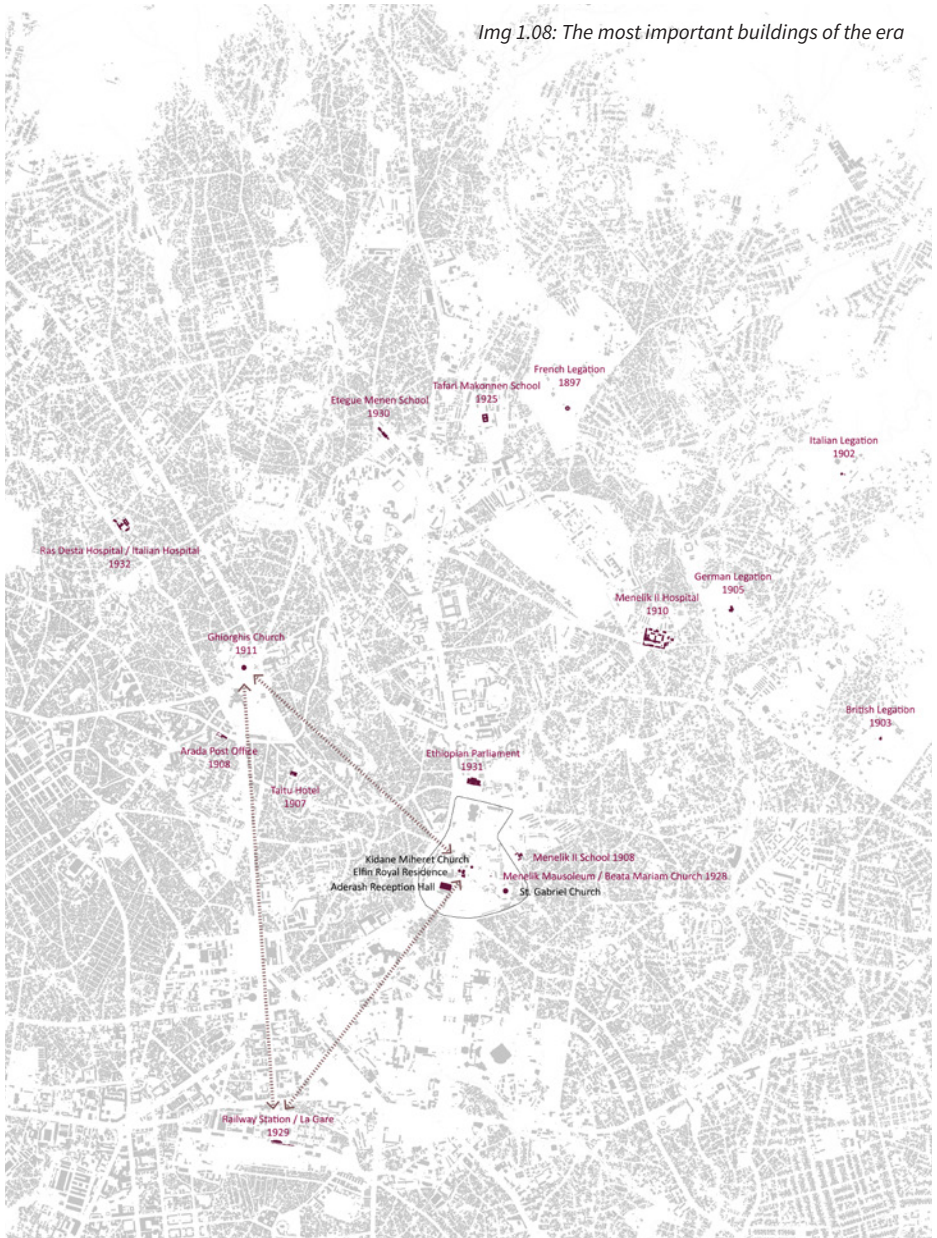 Img 1.08: The most important buildings of the era
French Legation
1897
Tafari Makonnen School
1925
Etegue Menen School
1930
Italian Legation
1902
Ras Desta Hospital / Italian Hospital
1932
German Legation
1905
Menelik II Hospital
1910
Ghiorghis Church
1911
British Legation
1903
Arada Post Office
1908
Ethiopian Parliament
1931
Taitu Hotel
1907
Kidane Miheret Church
Menelik II School 1908
Elfin Royal Residence
Menelik Mausoleum / Beata Mariam Church 1928
Aderash Reception Hall
St. Gabriel Church
Railway Station / La Gare
1929